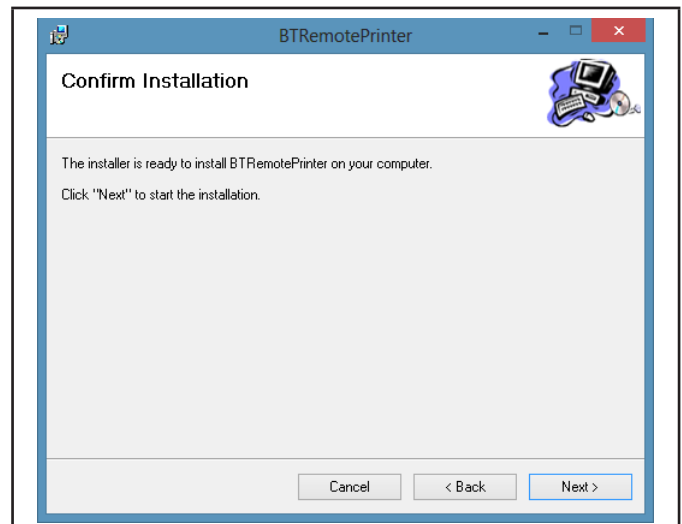 BTRemotePrinter
Confirm Installation
The installer is ready to install BTRemotePrinter on your computer.
Click "Next" to start the installation.
Cancel
< Back
Next >